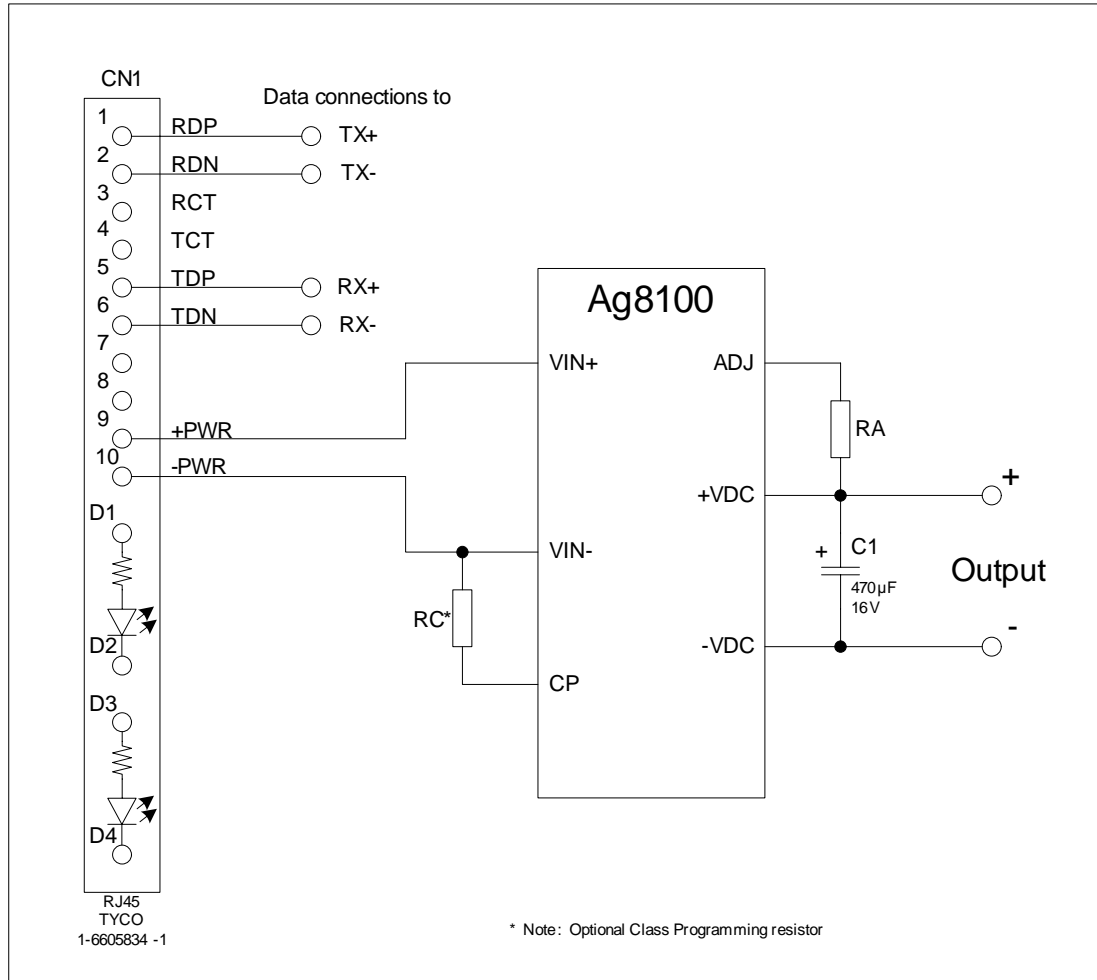 CN1
Data connections to
1
RDP
TX+
2
RDN
TX-
3
RCT
4
TCT
5
TDP
RX+
6
TDN
RX-
7
8
9
+PWR
10
-PWR
D1
D2
D3
D4
RJ45
TYCO
1-6605834 -1
Ag8100
VIN+
ADJ
RA
+VDC
+
VIN-
+
C1
470µF
16V
Output
RC*
-VDC
-
CP
* Note: Optional Class Programming resistor